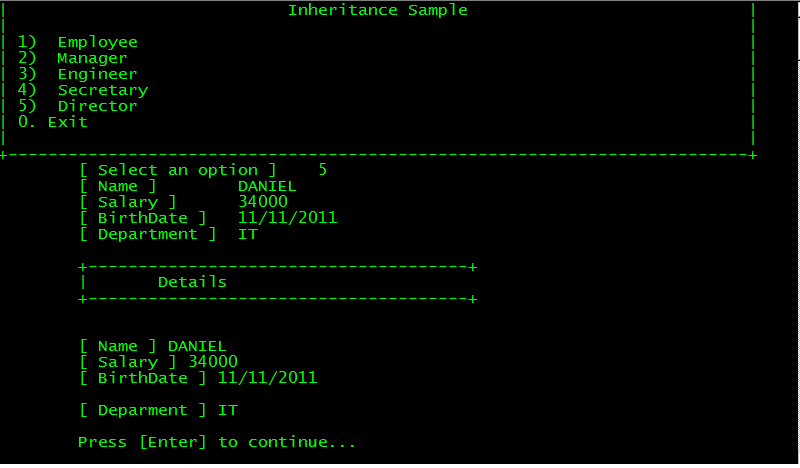 Inheritance Sample
1) Employee
2) Manager
3) Engineer
4) Secretary
5) Director
0. Exit
[ Select an option ] 5
[ Name ] DANIEL
[ Salary ] 34000
[ BirthDate ] 11/11/2011
[ Department ] IT
Details
[ Name ] DANIEL
[ Salary ] 34000
[ BirthDate ] 11/11/2011
[ Deparment ] IT
Press [Enter] to continue...